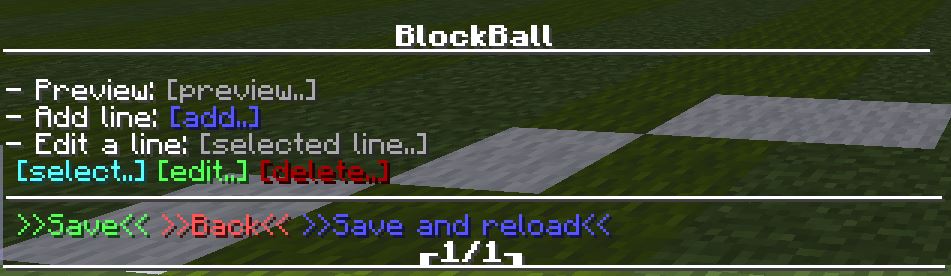 BlockBall
- Preview: [preview..]
- Add line: [add..]
- Edit a line: [selected line..]
[select..] [edit..] [delete..]
>>Save<< >>Back<< >>Save and reload<<
┌1/1┐